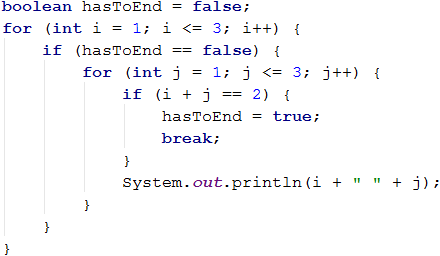 boolean hasToEnd = false;
for (int i = 1; i <= 3; i++) {
    if (hasToEnd == false) {
        for (int j = 1; j <= 3; j++) {
            if (i + j == 2) {
                hasToEnd = true;
                break;
            }
            System.out.println(i + " " + j);
        }
    }
}